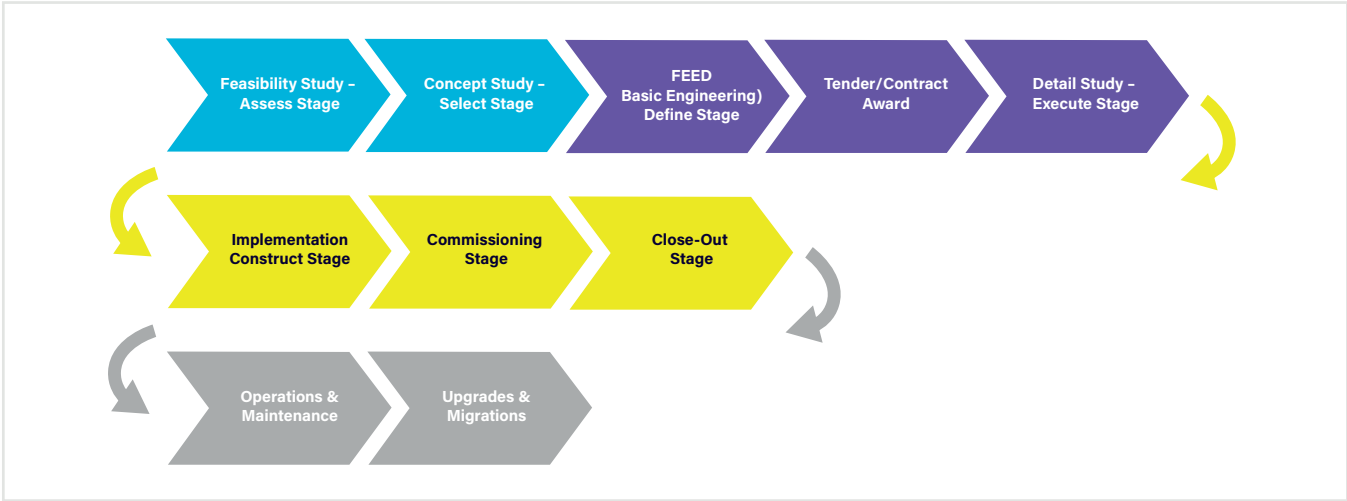 Feasibility Study –
Assess Stage
Concept Study –
Select Stage
FEED
Basic Engineering)
Define Stage
Tender/Contract
Award
Detail Study –
Execute Stage
Implementation
Construct Stage
Commissioning
Stage
Close-Out
Stage
Operations &
Maintenance
Upgrades &
Migrations